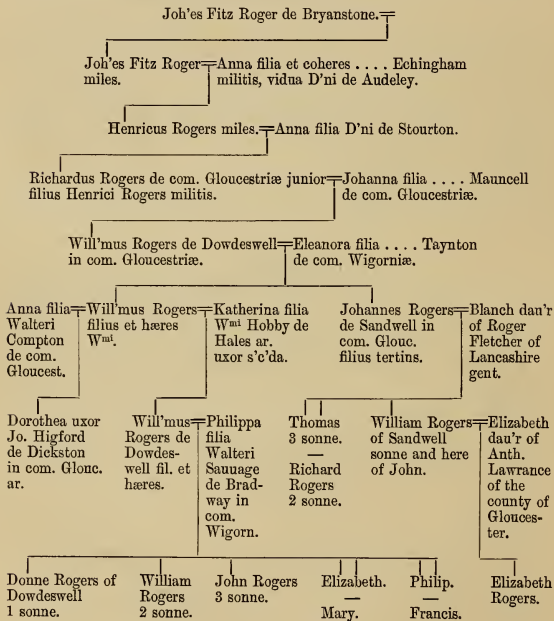 Joh'es Fitz Roger de Bryanstone.
Joh'es Fitz Roger
miles.
Anna filia et coheres . . . . Echingham
militis, vidua D'ni de Audeley.
Henricus Rogers miles.
Anna filia D'ni de Stourton.
Richardus Rogers de com. Gloucestriæ junior
filius Henrici Rogers militis.
Johanna filia . . . . Mauncell
de com. Gloucestriæ.
Will'mus Rogers de Dowdeswell
in com. Gloucestriæ.
Eleanora filia . . . . Taynton
de com. Wigorniæ.
Anna filia
Walteri
Compton
de com.
Gloucest.
Will'mus Rogers
filius et hæres
Wmi.
Katherina filia
Wmi Hobby de
Hales ar.
uxor s'c'da.
Johannes Rogers
de Sandwell in
com. Glouc.
filius tertins.
Blanch dau'r
of Roger
Fletcher of
Lancashire
gent.
Dorothea uxor
Jo. Higford
de Dickston
in com. Glonc.
ar.
Will'mus
Rogers de
Dowdes-
well fil. et
hæres.
Philippa
filia
Walteri
Sauuage
de Brad-
way in
com.
Wigorn.
Thomas
3 sonne.
—
Richard
Rogers
2 sonne.
William Rogers
of Sandwell
sonne and here
of John.
Elizabeth
dau'r of
Anth.
Lawrance
of the
county of
Glouces-
ter.
Donne Rogers of
Dowdeswell
1 sonne.
William
Rogers
2 sonne.
John Rogers
3 sonne.
Elizabeth.
—
Mary.
Philip.
—
Francis.
Elizabeth
Rogers.